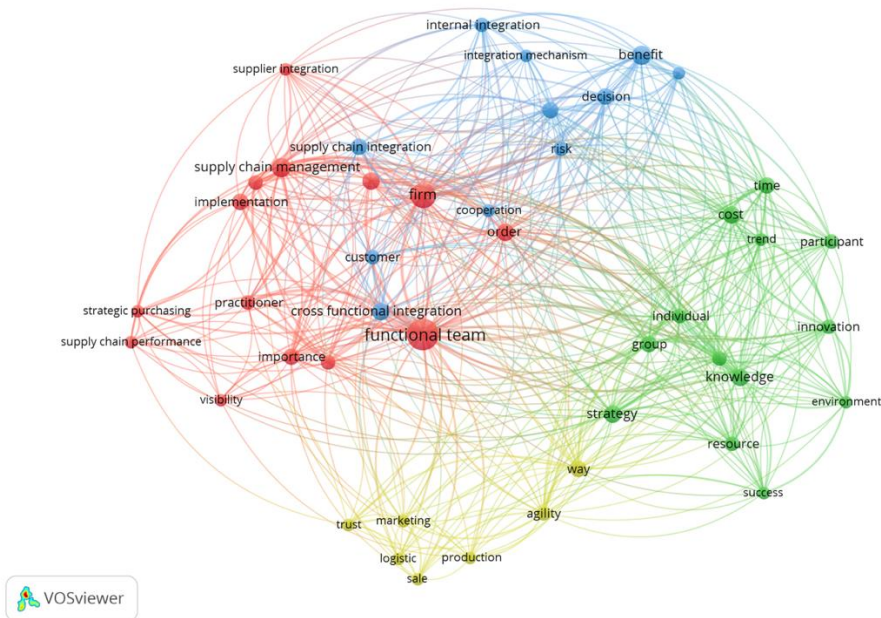 internal integration
integration mechanism
benefit
supplier integration
decision
supply chain integration
risk
supply chain management
firm
time
implementation
cooperation
cost
order
trend
participant
customer
strategic purchasing
practitioner
cross functional integration
individual
innovation
functional team
supply chain performance
importance
group
knowledge
visibility
strategy
environment
resource
way
success
agility
trust
marketing
logistic
production
sale
VOSviewer